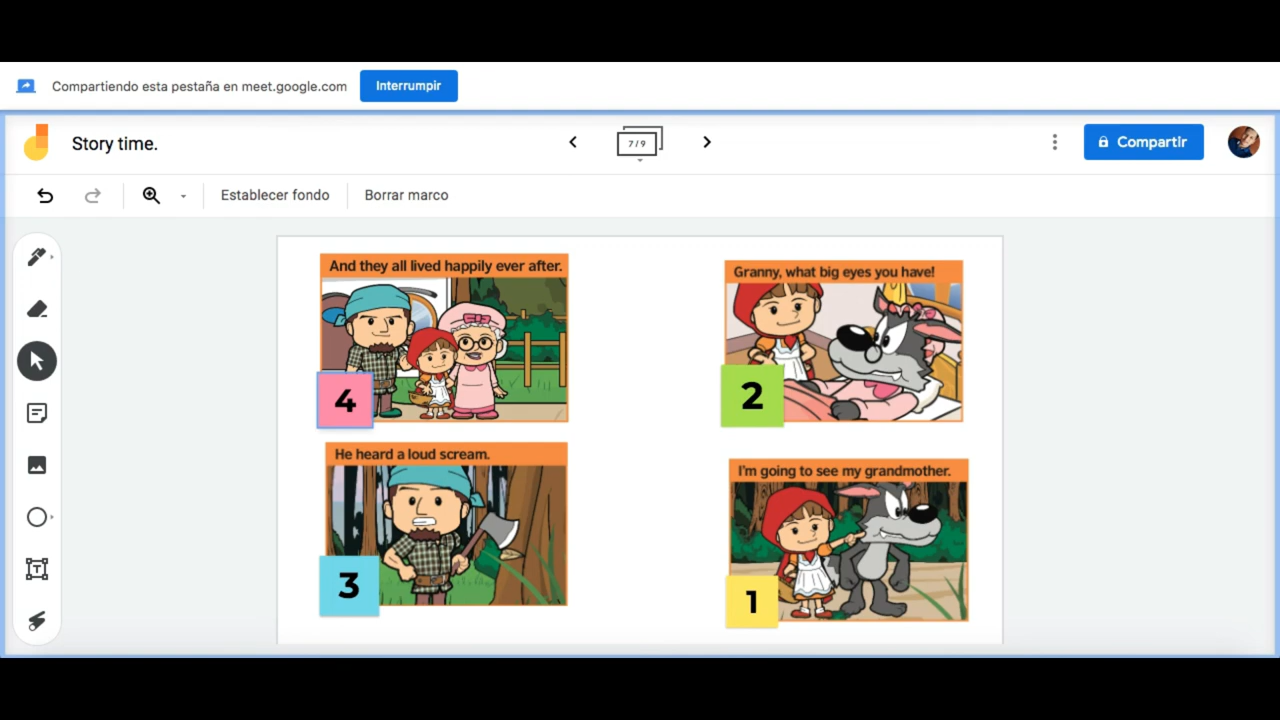 Compartiendo esta pestaña en meet.google.com
Interrumpir
Story time.
7/9
Compartir
Establecer fondo
Borrar marco
And they all lived happily ever after.
4
Granny, what big eyes you have!
2
He heard a loud scream.
3
I'm going to see my grandmother.
1